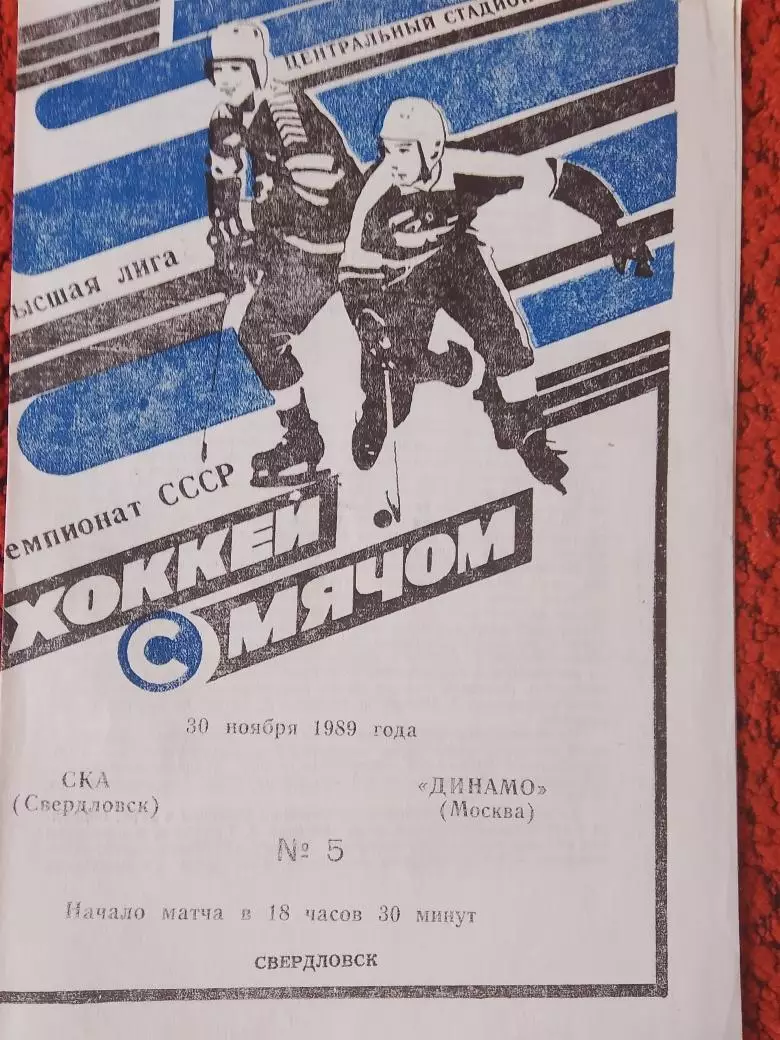 ЦЕНТРАЛЬНЫЙ СТАДИОН
ысшая лига
емпионат СССР
ХОККЕЙ
С МЯЧОМ
30 ноября 1989 года
СКА
(Свердловск)
«ДИНАМО»
(Москва)
№ 5
Начало матча в 18 часов 30 минут
СВЕРДЛОВСК